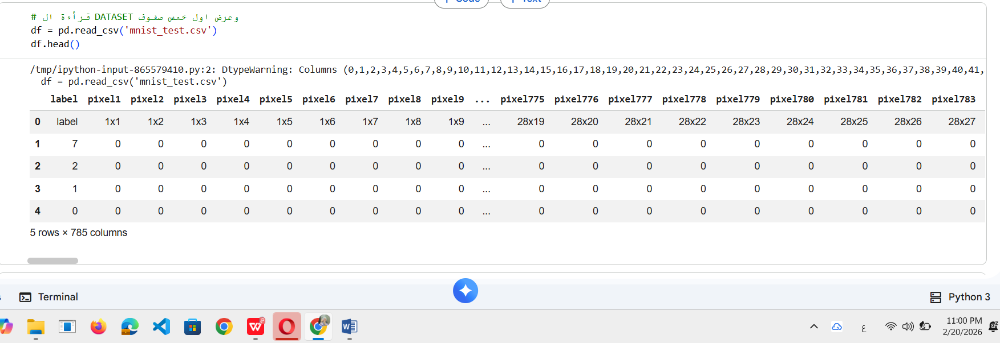 Code Text
# قرأءة ال DATASET وعرض اول خمس صفوف
df = pd.read_csv('mnist_test.csv')
df.head()
/tmp/ipython-input-865579410.py:2: DtypeWarning: Columns (0,1,2,3,4,5,6,7,8,9,10,11,12,13,14,15,16,17,18,19,20,21,22,23,24,25,26,27,28,29,30,31,32,33,34,35,36,37,38,39,40,41,
df = pd.read_csv('mnist_test.csv')
label pixel1 pixel2 pixel3 pixel4 pixel5 pixel6 pixel7 pixel8 pixel9 ... pixel775 pixel776 pixel777 pixel778 pixel779 pixel780 pixel781 pixel782 pixel783
0 label 1x1 1x2 1x3 1x4 1x5 1x6 1x7 1x8 1x9 ... 28x19 28x20 28x21 28x22 28x23 28x24 28x25 28x26 28x27
1 7 0 0 0 0 0 0 0 0 0 ... 0 0 0 0 0 0 0 0 0
2 2 0 0 0 0 0 0 0 0 0 ... 0 0 0 0 0 0 0 0 0
3 1 0 0 0 0 0 0 0 0 0 ... 0 0 0 0 0 0 0 0 0
4 0 0 0 0 0 0 0 0 0 0 ... 0 0 0 0 0 0 0 0 0
5 rows × 785 columns
Terminal Python 3
ع 11:00 PM
2/20/2026